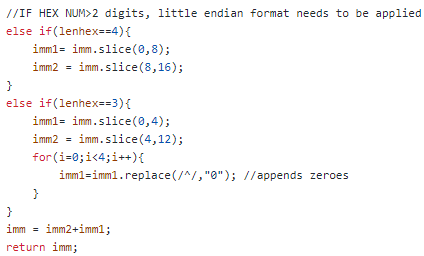 //IF HEX NUM>2 digits, little endian format needs to be applied
else if(lenhex==4){
imm1= imm.slice(0,8);
imm2 = imm.slice(8,16);
}
else if(lenhex==3){
imm1= imm.slice(0,4);
imm2 = imm.slice(4,12);
for(i=0;i<4;i++){
imm1=imm1.replace(/^/,"0"); //appends zeroes
}
}
imm = imm2+imm1;
return imm;